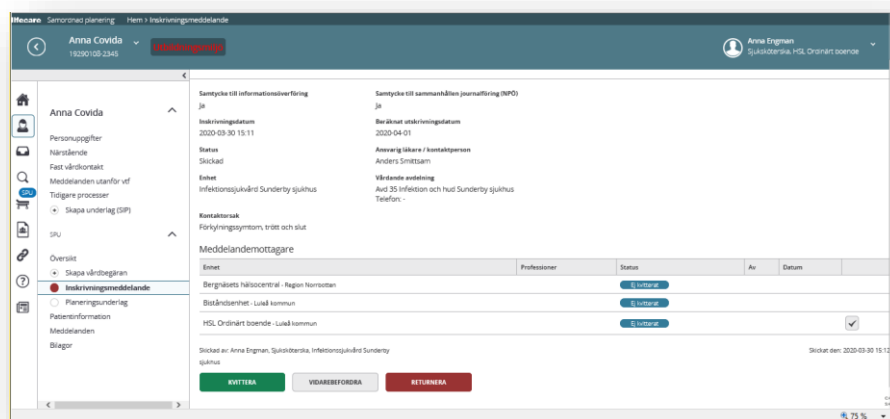 lifecare Samordnad planering Hem > Inskrivningsmeddelande
Anna Covida
19290108-2345
Anna Engman
Sjuksköterska, HSL Ordinärt boende
Anna Covida
Personuppgifter
Närstående
Fast vårdkontakt
Meddelanden utanför vtf
Tidigare processer
Skapa underlag (SIP)
SPU
SPU
Översikt
Skapa vårdbegäran
Inskrivningsmeddelande
Planeringsunderlag
Patientinformation
Meddelanden
Bilagor
Samtycke till informationsöverföring Samtycke till sammanhållen journalföring (NPÖ)
Ja Ja
Inskrivningsdatum Beräknat utskrivningsdatum
2020-03-30 15:11 2020-04-01
Status Ansvarig läkare / kontaktperson
Skickad Anders Smittsam
Enhet Vårdande avdelning
Infektionssjukvård Sunderby sjukhus Avd 35 Infektion och hud Sunderby sjukhus
Telefon: -
Kontaktorsak
Förkylningssymtom, trött och slut
Meddelandemottagare
Enhet Professioner Status Av Datum
Bergnäsets hälsocentral - Region Norrbotten Ej kvitterat
Biståndsenhet - Luleå kommun Ej kvitterat
HSL Ordinärt boende - Luleå kommun Ej kvitterat
Skickad av: Anna Engman, Sjuksköterska, Infektionssjukvård Sunderby sjukhus Skickat den: 2020-03-30 15:12
KVITTERA VIDAREBEFORDRA RETURNERA
75 %